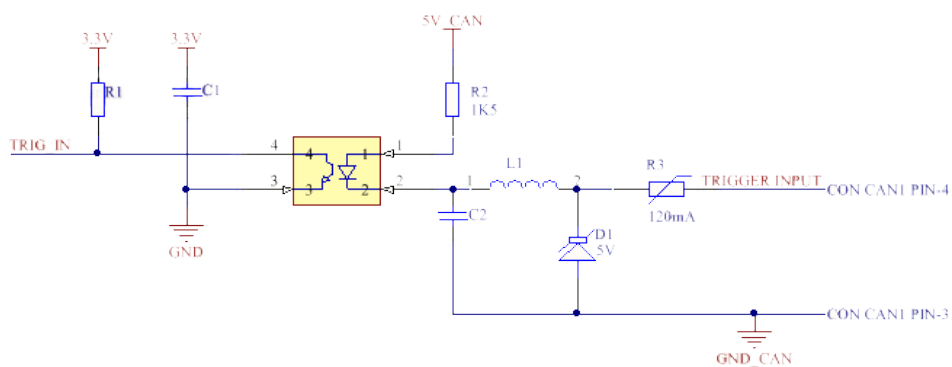 5V_CAN
3.3V
3.3V
R1
C1
R2
1K5
TRIG_IN
4
4
1
1
L1
3
3
2
2
1
2
R3
TRIGGER INPUT
CON CAN1 PIN-4
120mA
C2
D1
5V
GND
CON CAN1 PIN-3
GND_CAN